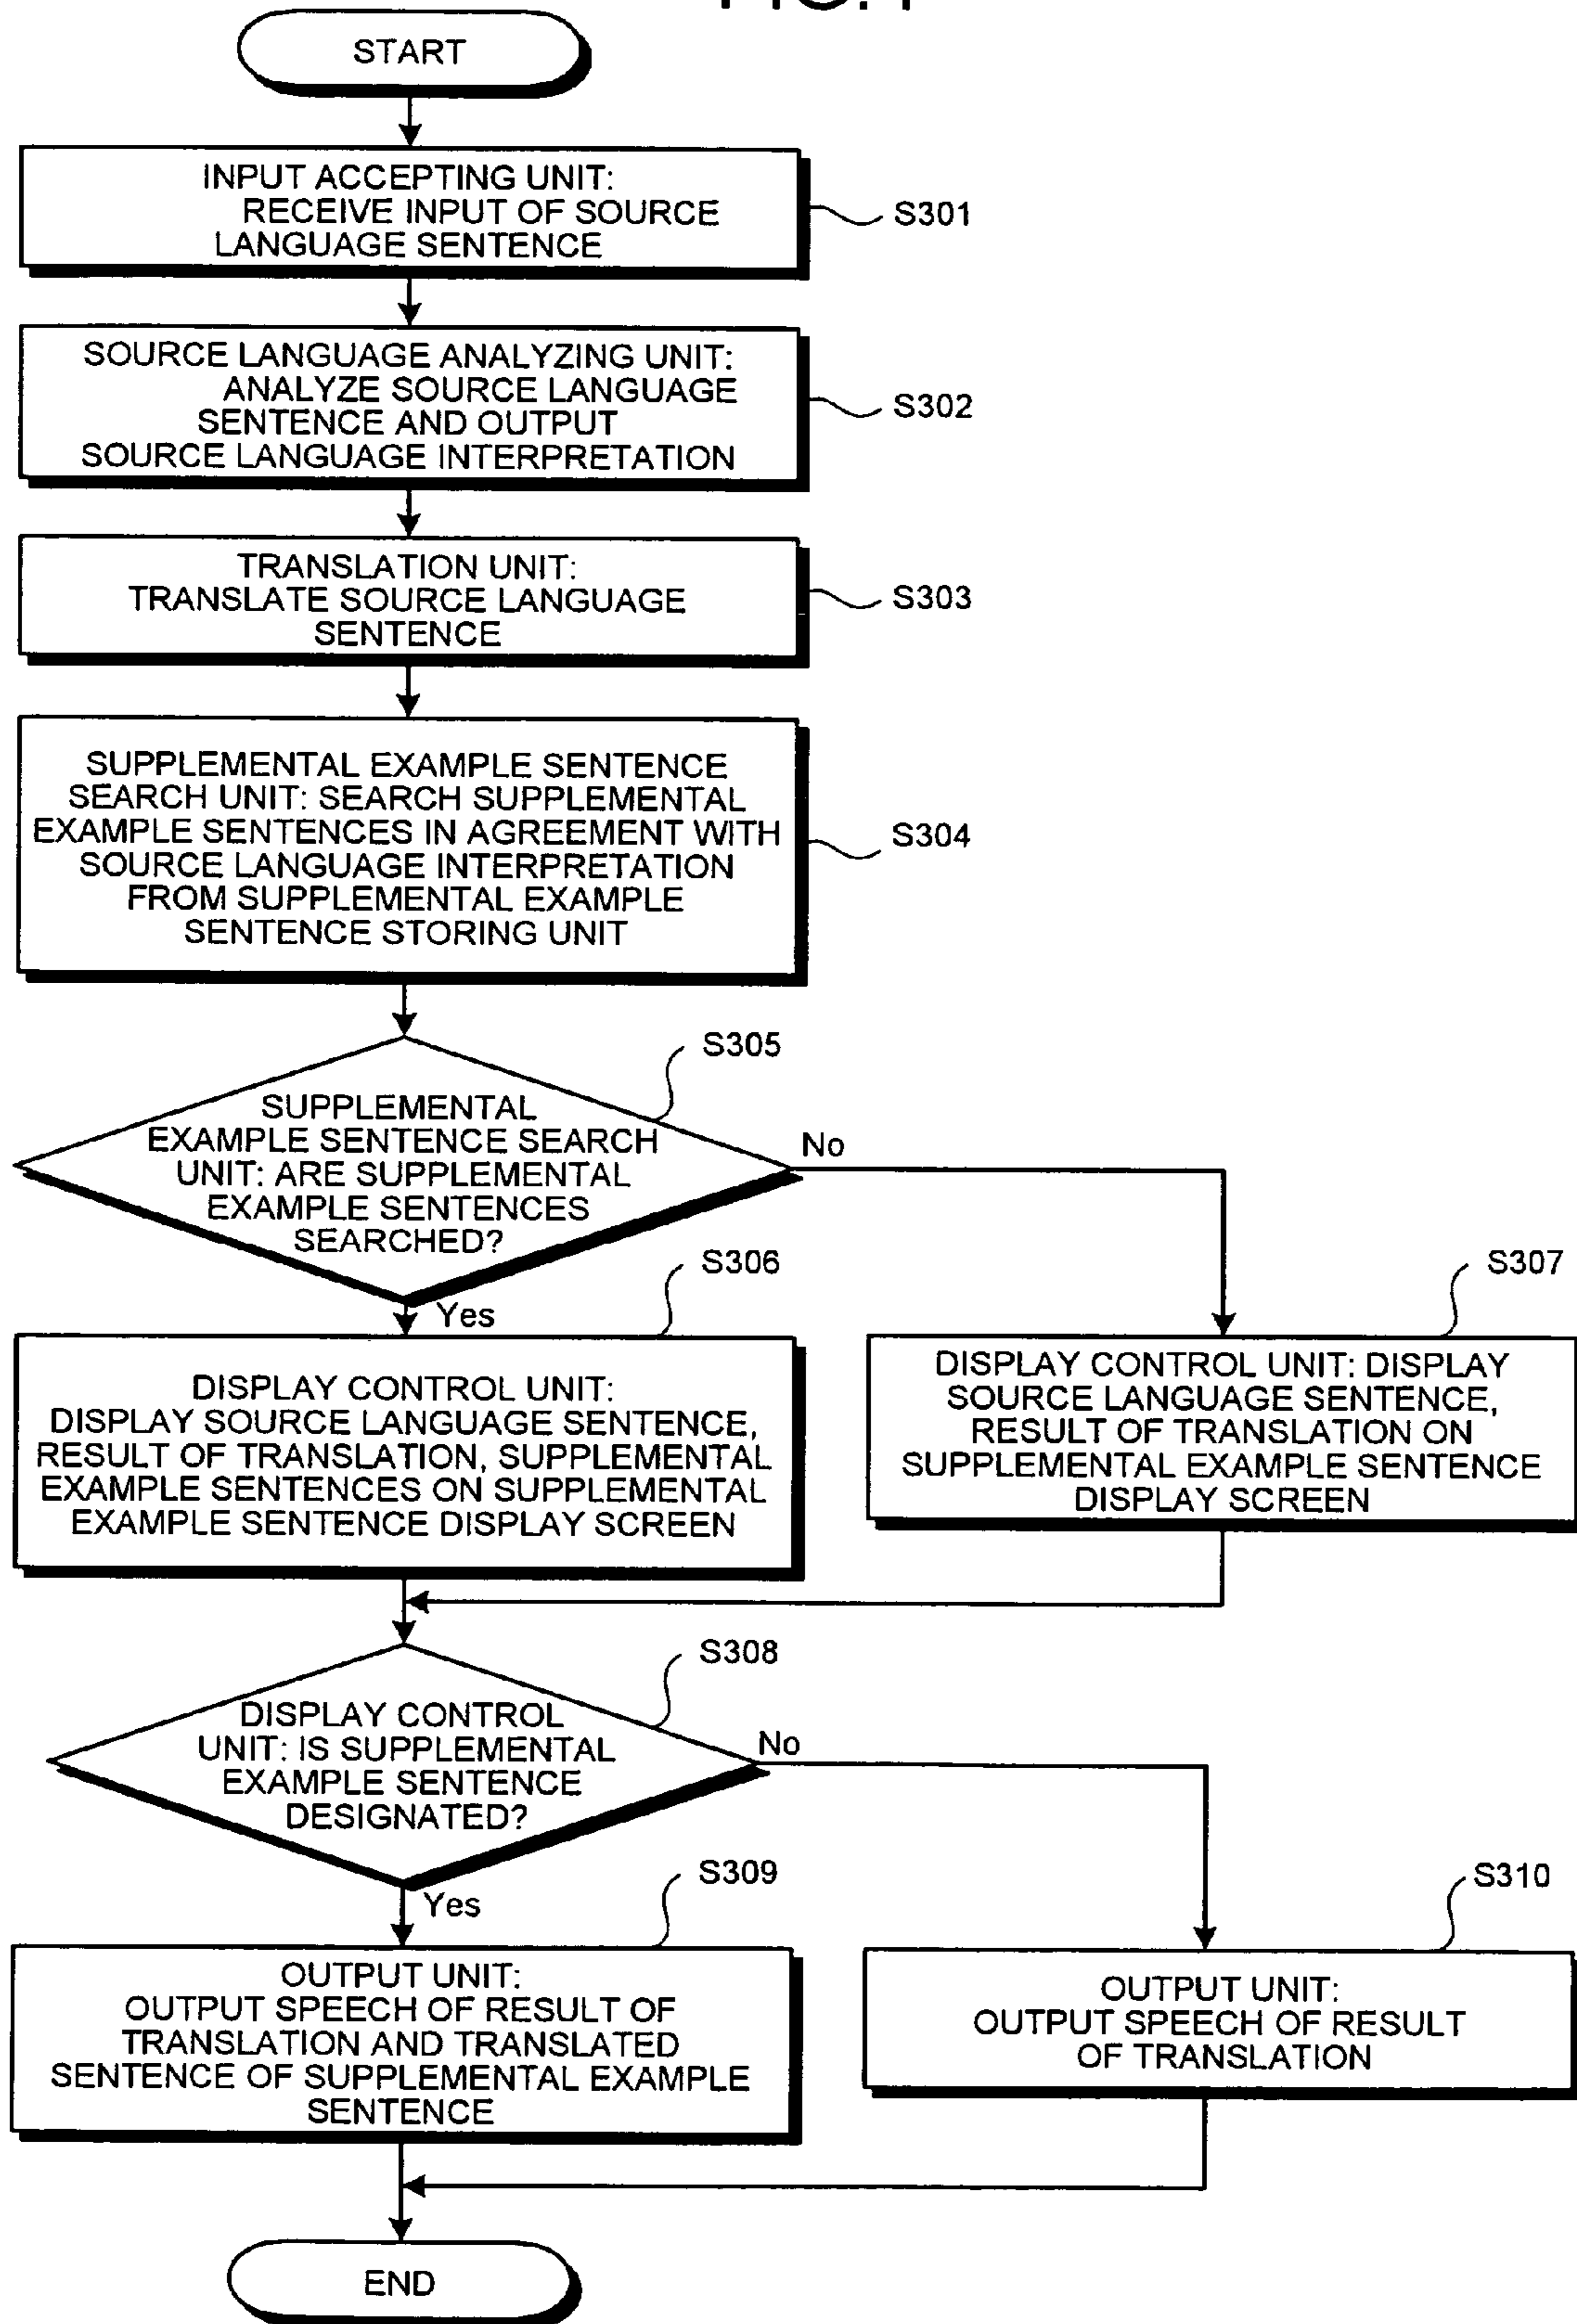 START
INPUT ACCEPTING UNIT:
RECEIVE INPUT OF SOURCE
LANGUAGE SENTENCE
S301
SOURCE LANGUAGE ANALYZING UNIT:
ANALYZE SOURCE LANGUAGE
SENTENCE AND OUTPUT
SOURCE LANGUAGE INTERPRETATION
S302
TRANSLATION UNIT:
TRANSLATE SOURCE LANGUAGE
SENTENCE
S303
SUPPLEMENTAL EXAMPLE SENTENCE
SEARCH UNIT: SEARCH SUPPLEMENTAL
EXAMPLE SENTENCES IN AGREEMENT WITH
SOURCE LANGUAGE INTERPRETATION
FROM SUPPLEMENTAL EXAMPLE
SENTENCE STORING UNIT
S304
S305
SUPPLEMENTAL
EXAMPLE SENTENCE SEARCH
UNIT: ARE SUPPLEMENTAL
EXAMPLE SENTENCES
SEARCHED?
No
Yes
S306
DISPLAY CONTROL UNIT:
DISPLAY SOURCE LANGUAGE SENTENCE,
RESULT OF TRANSLATION, SUPPLEMENTAL
EXAMPLE SENTENCES ON SUPPLEMENTAL
EXAMPLE SENTENCE DISPLAY SCREEN
S307
DISPLAY CONTROL UNIT: DISPLAY
SOURCE LANGUAGE SENTENCE,
RESULT OF TRANSLATION ON
SUPPLEMENTAL EXAMPLE SENTENCE
DISPLAY SCREEN
S308
DISPLAY CONTROL
UNIT: IS SUPPLEMENTAL
EXAMPLE SENTENCE
DESIGNATED?
No
Yes
S309
OUTPUT UNIT:
OUTPUT SPEECH OF RESULT OF
TRANSLATION AND TRANSLATED
SENTENCE OF SUPPLEMENTAL EXAMPLE
SENTENCE
S310
OUTPUT UNIT:
OUTPUT SPEECH OF RESULT
OF TRANSLATION
END